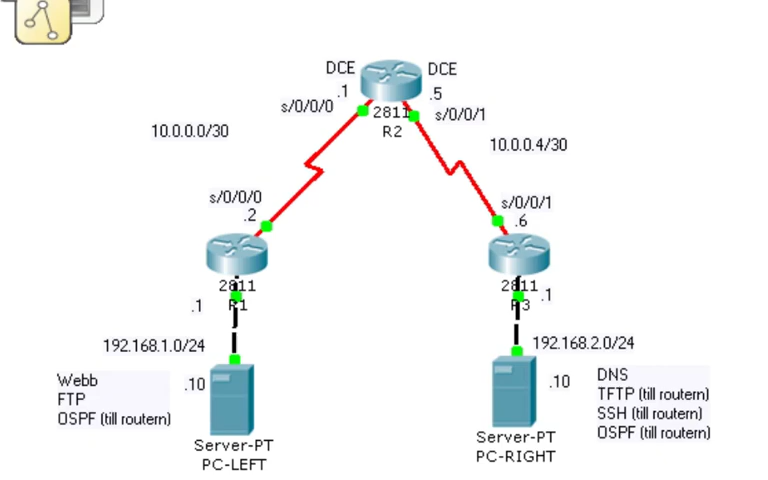 DCE
DCE
.1
.5
s/0/0/0
2811
s/0/0/1
R2
10.0.0.0/30
10.0.0.4/30
s/0/0/0
.2
s/0/0/1
.6
2811
R1
.1
2811
R3
.1
192.168.1.0/24
192.168.2.0/24
Webb
FTP
OSPF (till routern)
.10
.10
DNS
TFTP (till routern)
SSH (till routern)
OSPF (till routern)
Server-PT
PC-LEFT
Server-PT
PC-RIGHT